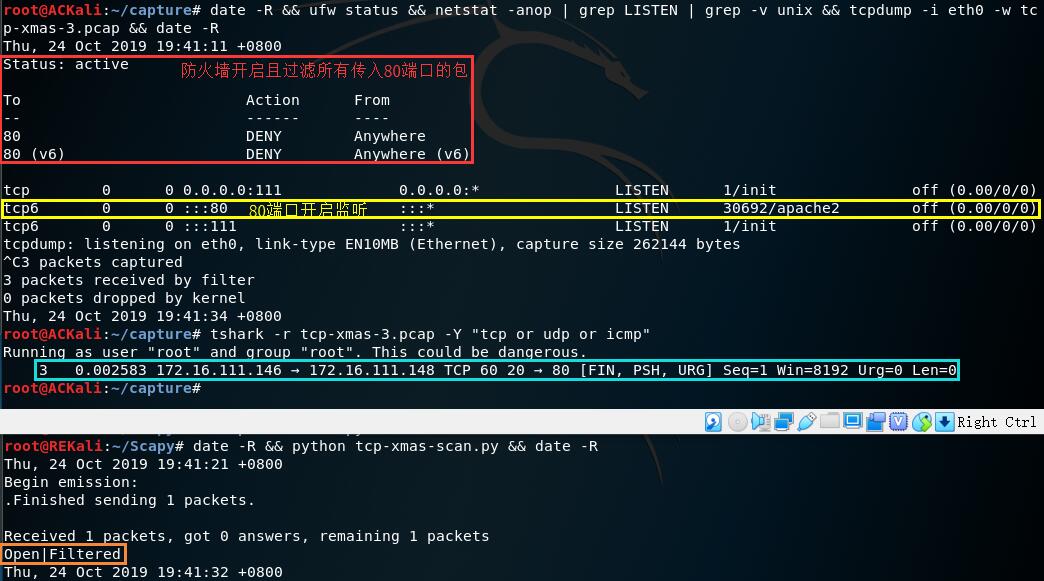 root@ACKali:~/capture# date -R && ufw status && netstat -anop | grep LISTEN | grep -v unix && tcpdump -i eth0 -w tc
p-xmas-3.pcap && date -R
Thu, 24 Oct 2019 19:41:11 +0800
Status: active 防火墙开启且过滤所有传入80端口的包
To Action From
-- ------ ----
80 DENY Anywhere
80 (v6) DENY Anywhere (v6)
tcp 0 0 0.0.0.0:111 0.0.0.0:* LISTEN 1/init off (0.00/0/0)
tcp6 0 0 :::80 80端口开启监听 :::* LISTEN 30692/apache2 off (0.00/0/0)
tcp6 0 0 :::111 :::* LISTEN 1/init off (0.00/0/0)
tcpdump: listening on eth0, link-type EN10MB (Ethernet), capture size 262144 bytes
^C3 packets captured
3 packets received by filter
0 packets dropped by kernel
Thu, 24 Oct 2019 19:41:34 +0800
root@ACKali:~/capture# tshark -r tcp-xmas-3.pcap -Y "tcp or udp or icmp"
Running as user "root" and group "root". This could be dangerous.
3 0.002583 172.16.111.146 → 172.16.111.148 TCP 60 20 → 80 [FIN, PSH, URG] Seq=1 Win=8192 Urg=0 Len=0
root@ACKali:~/capture#
Right Ctrl
root@REKali:~/Scapy# date -R && python tcp-xmas-scan.py && date -R
Thu, 24 Oct 2019 19:41:21 +0800
Begin emission:
.Finished sending 1 packets.
Received 1 packets, got 0 answers, remaining 1 packets
Open|Filtered
Thu, 24 Oct 2019 19:41:32 +0800